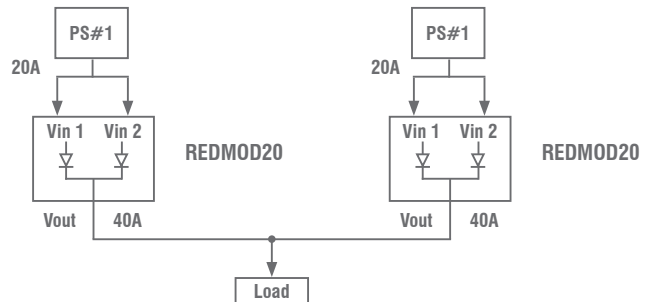 PS#1 PS#1
20A 20A
Vin 1 Vin 2 Vin 1 Vin 2
REDMOD20 REDMOD20
Vout 40A Vout 40A
Load